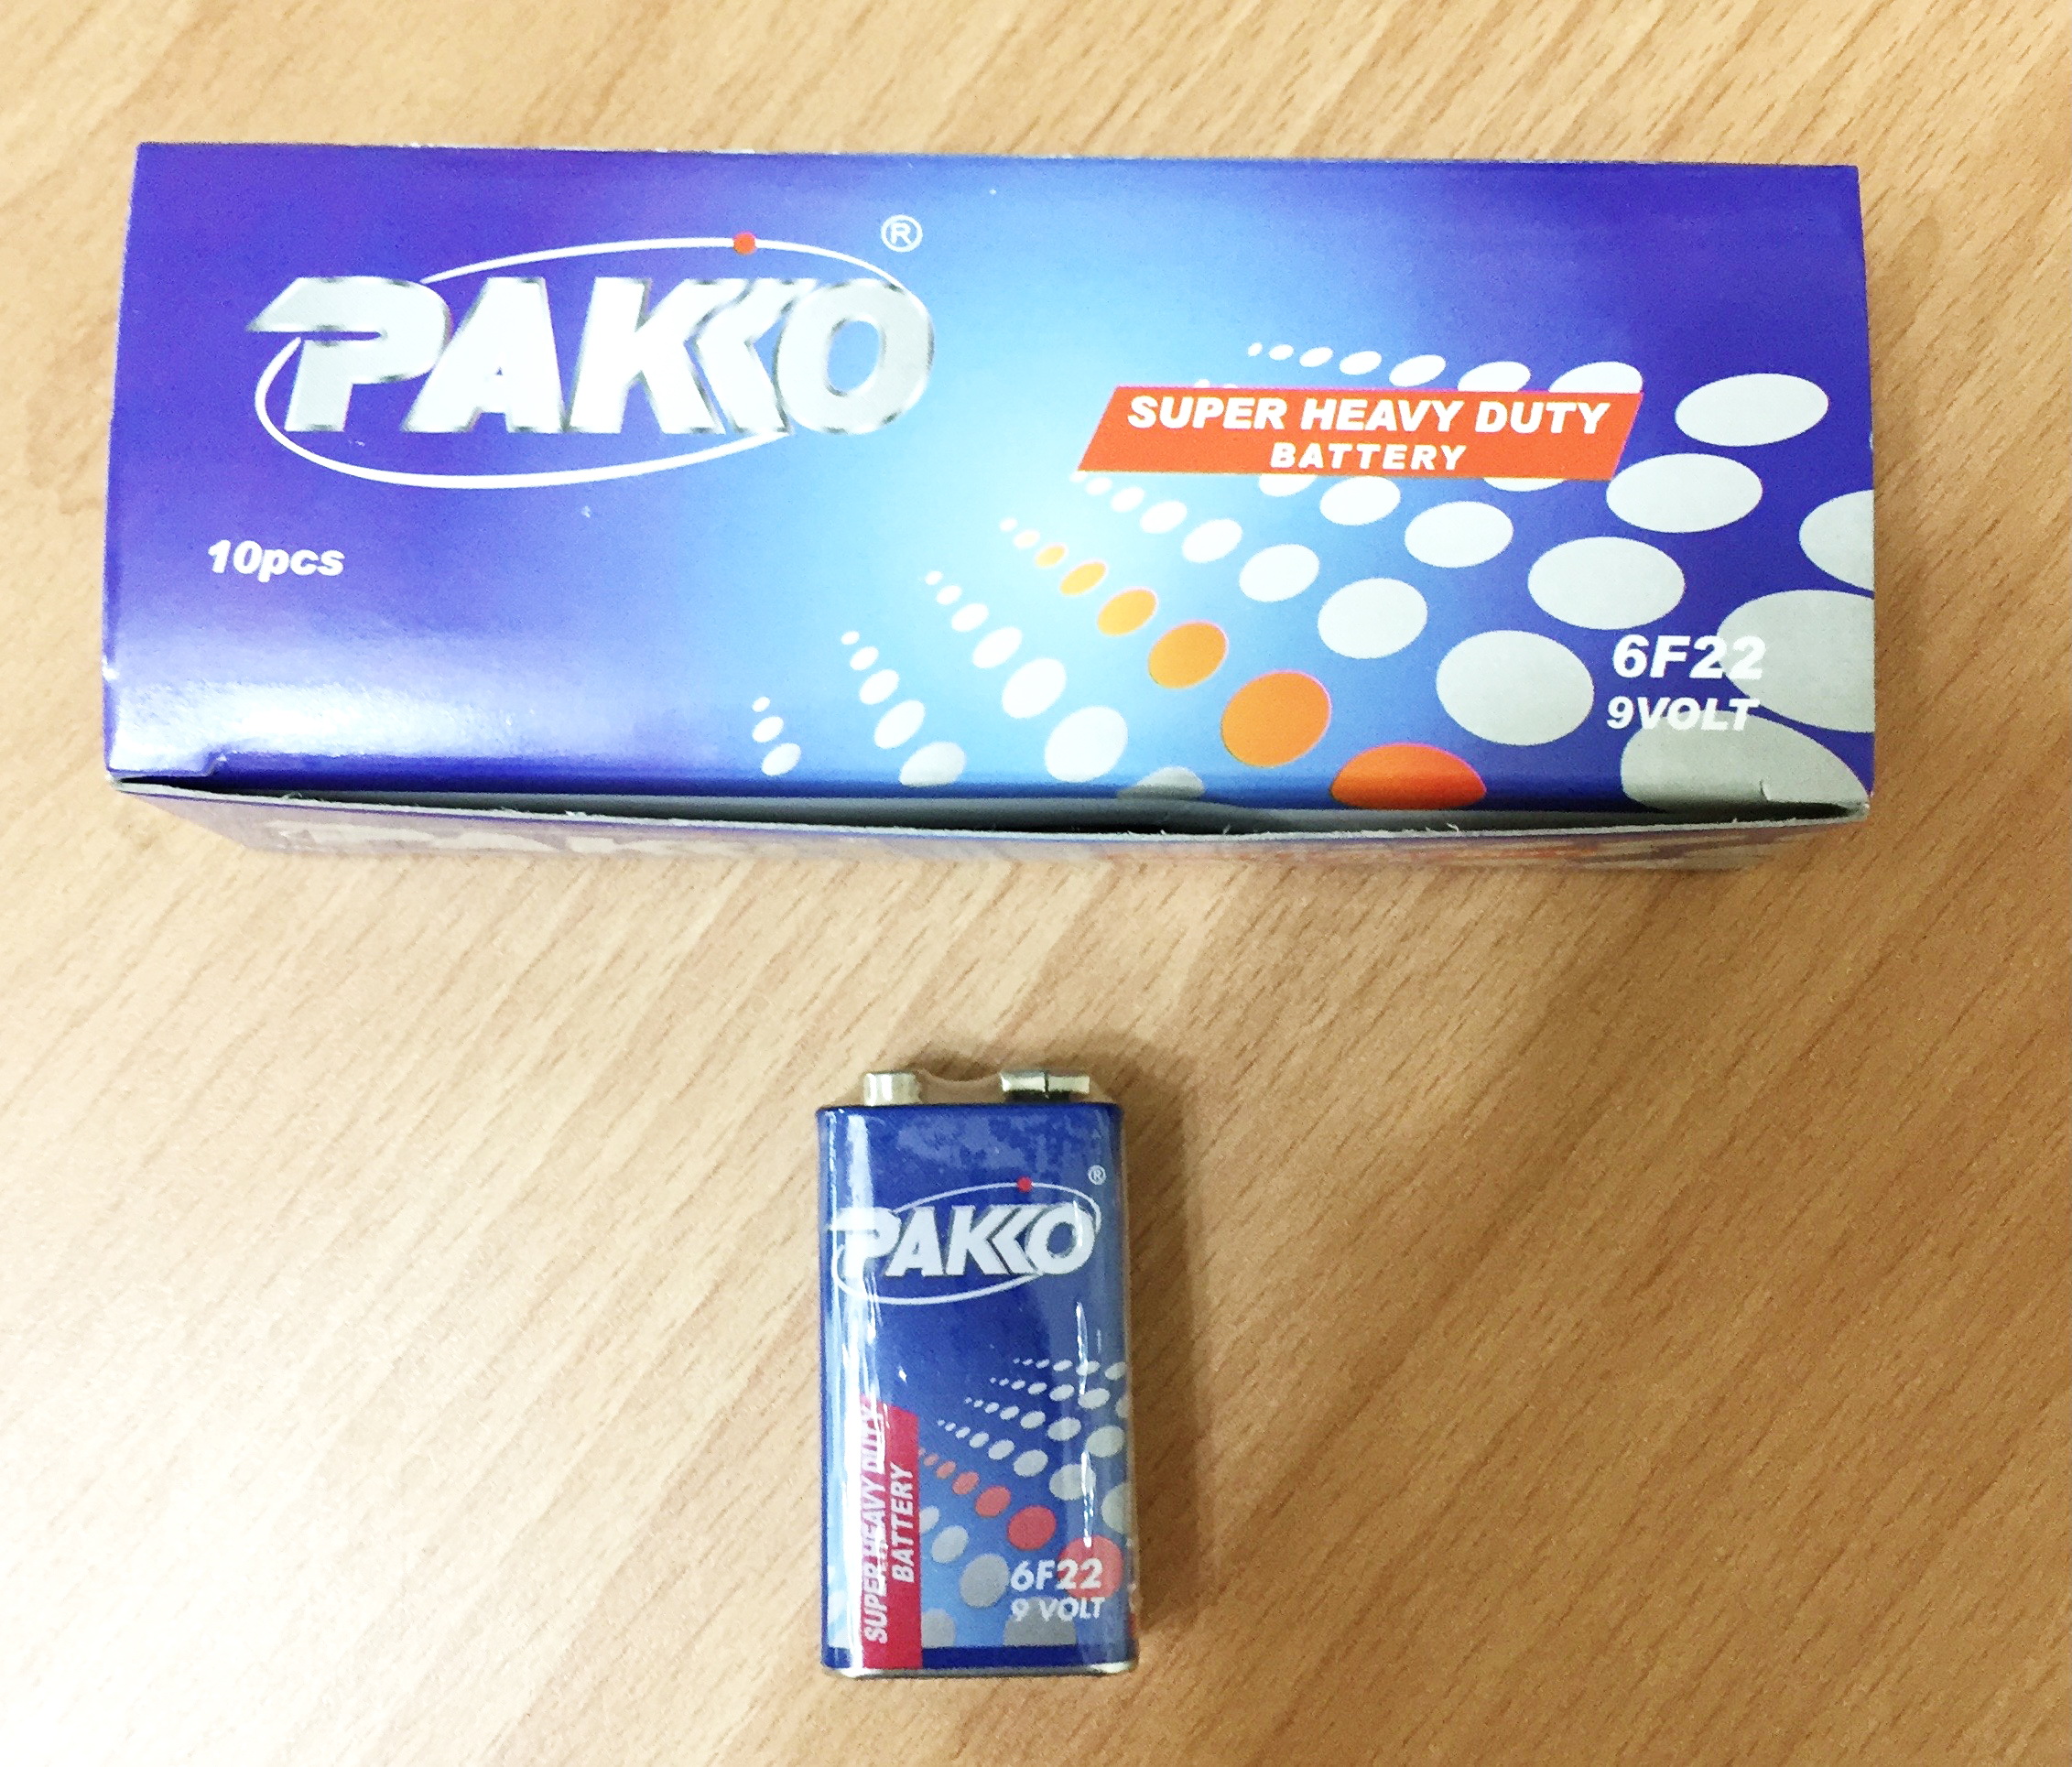 PAKKO ®
SUPER HEAVY DUTY
BATTERY
10pcs
6F22
9VOLT
PAKKO ®
SUPER HEAVY DUTY
BATTERY
6F22
9 VOLT